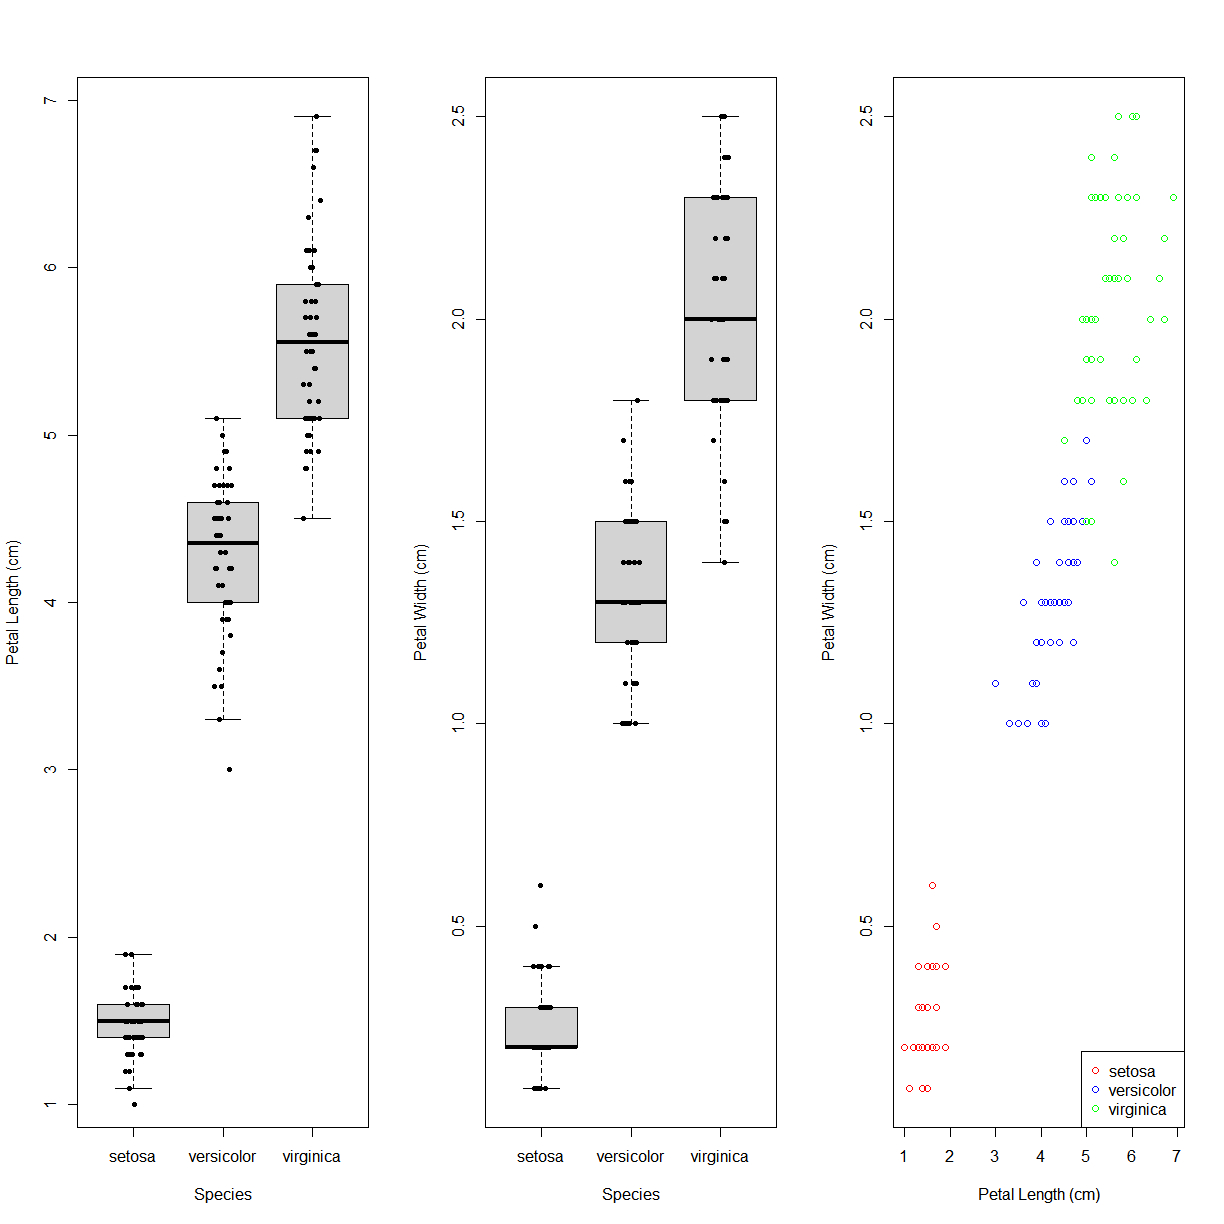 7
6
5
4
3
2
1
Petal Length (cm)
setosa versicolor virginica
Species
2.5
2.0
1.5
1.0
0.5
Petal Width (cm)
setosa versicolor virginica
Species
2.5
2.0
1.5
1.0
0.5
Petal Width (cm)
setosa
versicolor
virginica
1 2 3 4 5 6 7
Petal Length (cm)